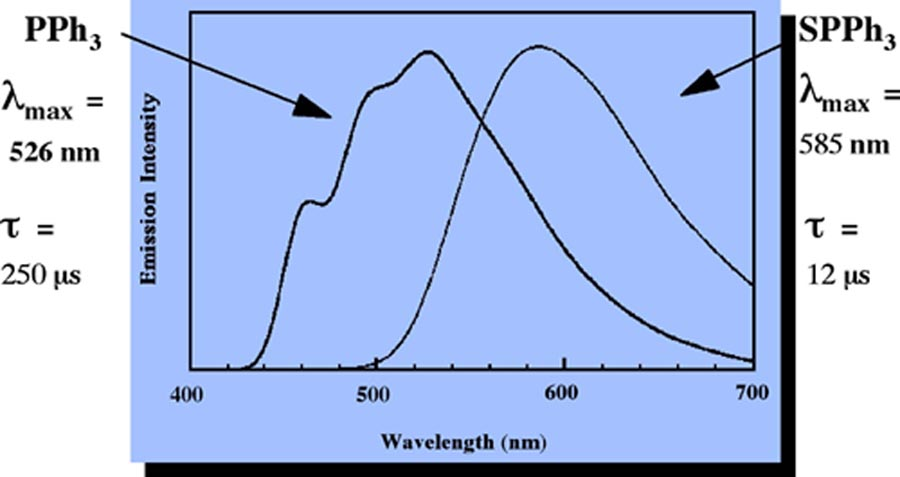 PPh3
λmax =
526 nm
τ =
250 µs
Emission Intensity
400 500 600 700
Wavelength (nm)
SPPh3
λmax =
585 nm
τ =
12 µs